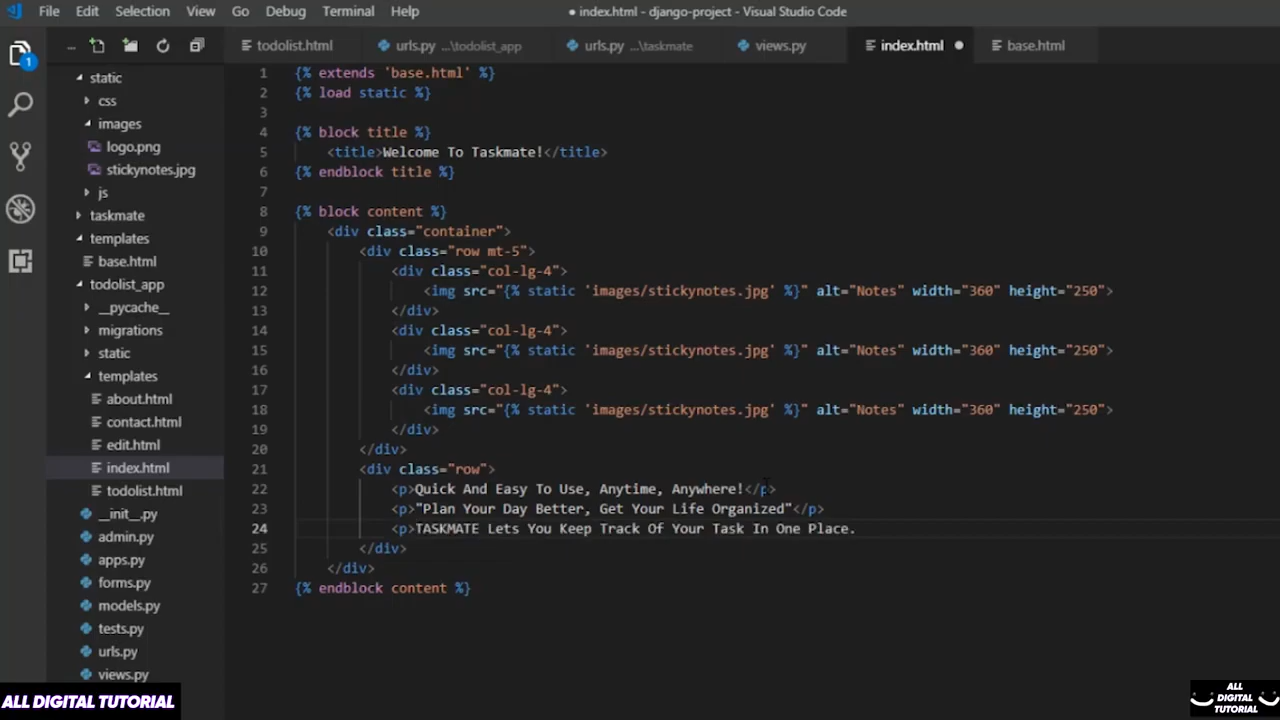 File Edit Selection View Go Debug Terminal Help ● index.html - django-project - Visual Studio Code
... todolist.html urls.py ...\todolist_app urls.py ...\taskmate views.py index.html ● base.html
1
static
css
images
logo.png
stickynotes.jpg
js
taskmate
templates
base.html
todolist_app
__pycache__
migrations
static
templates
about.html
contact.html
edit.html
index.html
todolist.html
__init__.py
admin.py
apps.py
forms.py
models.py
tests.py
urls.py
views.py
1 {% extends 'base.html' %}
2 {% load static %}
3
4 {% block title %}
5 <title>Welcome To Taskmate!</title>
6 {% endblock title %}
7
8 {% block content %}
9 <div class="container">
10 <div class="row mt-5">
11 <div class="col-lg-4">
12 <img src="{% static 'images/stickynotes.jpg' %}" alt="Notes" width="360" height="250">
13 </div>
14 <div class="col-lg-4">
15 <img src="{% static 'images/stickynotes.jpg' %}" alt="Notes" width="360" height="250">
16 </div>
17 <div class="col-lg-4">
18 <img src="{% static 'images/stickynotes.jpg' %}" alt="Notes" width="360" height="250">
19 </div>
20 </div>
21 <div class="row">
22 <p>Quick And Easy To Use, Anytime, Anywhere!</p>
23 <p>"Plan Your Day Better, Get Your Life Organized"</p>
24 <p>TASKMATE Lets You Keep Track Of Your Task In One Place.
25 </div>
26 </div>
27 {% endblock content %}
ALL DIGITAL TUTORIAL
ALL
DIGITAL
TUTORIAL